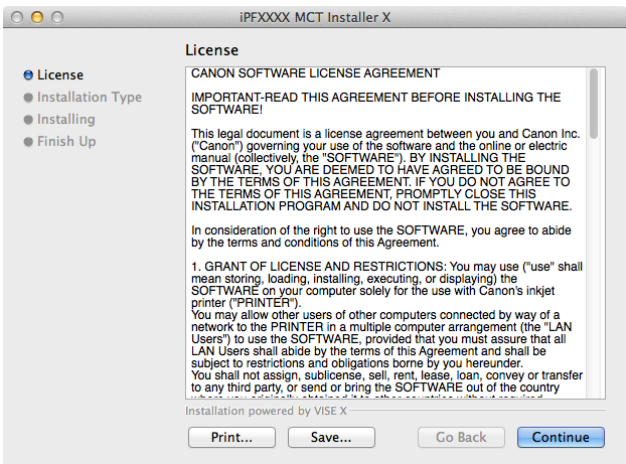 iPFXXXX MCT Installer X
License
License
Installation Type
Installing
Finish Up
CANON SOFTWARE LICENSE AGREEMENT
IMPORTANT-READ THIS AGREEMENT BEFORE INSTALLING THE
SOFTWARE!
This legal document is a license agreement between you and Canon Inc.
("Canon") governing your use of the software and the online or electric
manual (collectively, the "SOFTWARE"). BY INSTALLING THE
SOFTWARE, YOU ARE DEEMED TO HAVE AGREED TO BE BOUND
BY THE TERMS OF THIS AGREEMENT. IF YOU DO NOT AGREE TO
THE TERMS OF THIS AGREEMENT, PROMPTLY CLOSE THIS
INSTALLATION PROGRAM AND DO NOT INSTALL THE SOFTWARE.
In consideration of the right to use the SOFTWARE, you agree to abide
by the terms and conditions of this Agreement.
1. GRANT OF LICENSE AND RESTRICTIONS: You may use ("use" shall
mean storing, loading, installing, executing, or displaying) the
SOFTWARE on your computer solely for the use with Canon's inkjet
printer ("PRINTER").
You may allow other users of other computers connected by way of a
network to the PRINTER in a multiple computer arrangement (the "LAN
Users") to use the SOFTWARE, provided that you must assure that all
LAN Users shall abide by the terms of this Agreement and shall be
subject to restrictions and obligations borne by you hereunder.
You shall not assign, sublicense, sell, rent, lease, loan, convey or transfer
to any third party, or send or bring the SOFTWARE out of the country
Installation powered by VISE X
Print...
Save...
Go Back
Continue